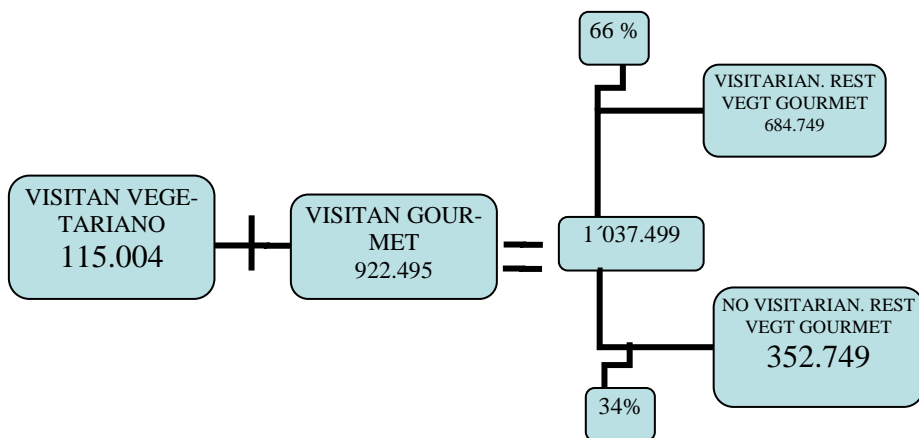 66 %
VISITARIAN. REST
VEGT GOURMET
684.749
VISITAN VEGE-
TARIANO
115.004
VISITAN GOUR-
MET
922.495
1´037.499
NO VISITARIAN. REST
VEGT GOURMET
352.749
34%